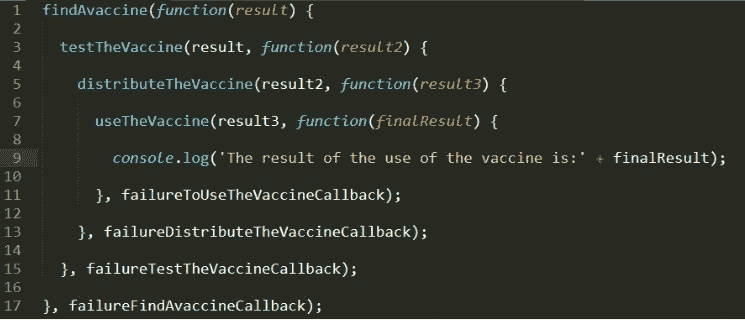 1 findAvaccine(function(result) {
2
3 testTheVaccine(result, function(result2) {
4
5 distributeTheVaccine(result2, function(result3) {
6
7 useTheVaccine(result3, function(finalResult) {
8
9 console.log('The result of the use of the vaccine is:' + finalResult);
10
11 }, failureToUseTheVaccineCallback);
12
13 }, failureDistributeTheVaccineCallback);
14
15 }, failureTestTheVaccineCallback);
16
17 }, failureFindAvaccineCallback);